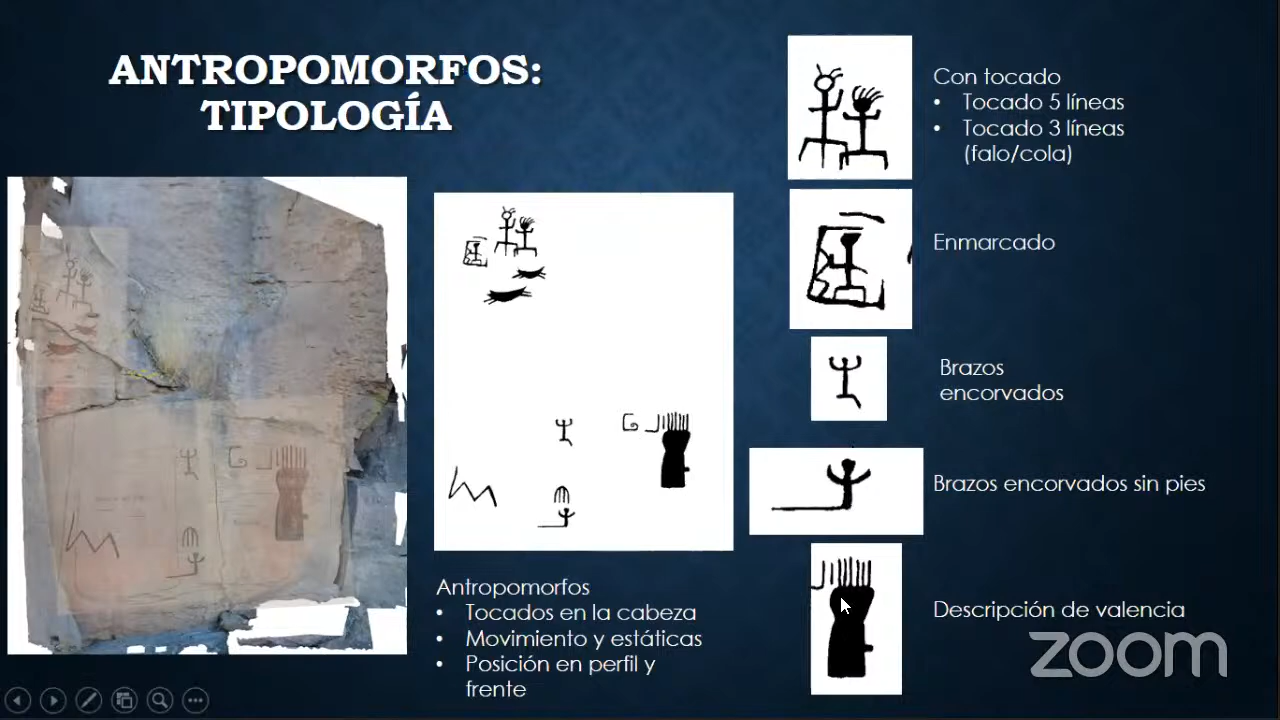 ANTROPOMORFOS:
TIPOLOGÍA
Antropomorfos
• Tocados en la cabeza
• Movimiento y estáticas
• Posición en perfil y
frente
Con tocado
• Tocado 5 líneas
• Tocado 3 líneas
(falo/cola)
Enmarcado
Brazos
encorvados
Brazos encorvados sin pies
Descripción de valencia
zoom